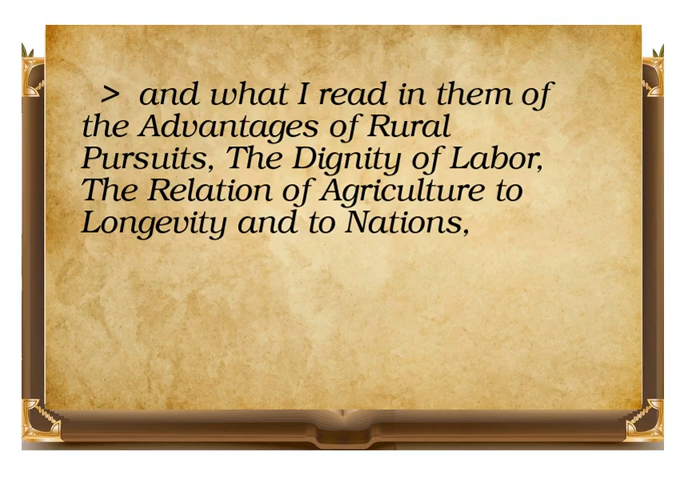 > and what I read in them of
the Advantages of Rural
Pursuits, The Dignity of Labor,
The Relation of Agriculture to
Longevity and to Nations,